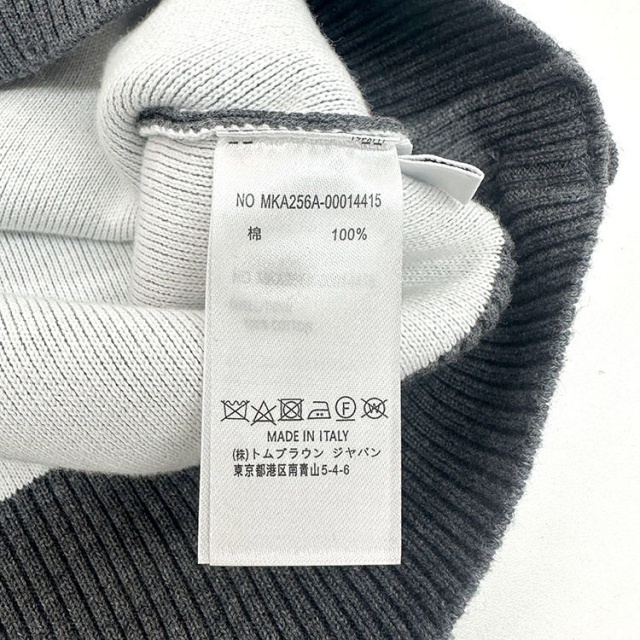 NO MKA256A-00014415
棉 100%
MADE IN ITALY
(株)トムブラウン ジャパン
東京都港区南青山5-4-6